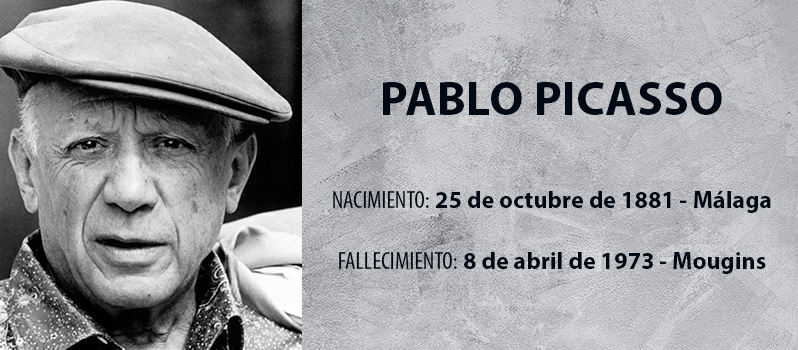 PABLO PICASSO
NACIMIENTO: 25 de octubre de 1881 - Málaga
FALLECIMIENTO: 8 de abril de 1973 - Mougins